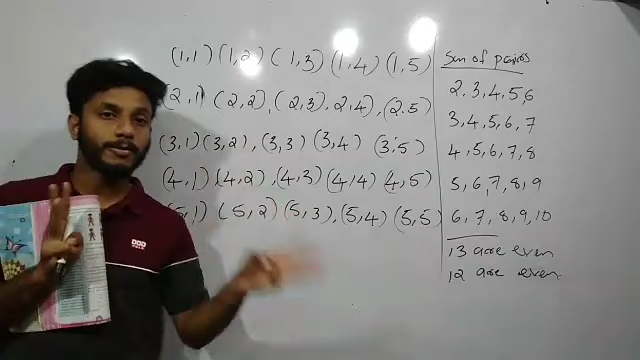 (1,1) (1,2) (1,3) (1,4) (1,5)
(2,1) (2,2), (2,3), 2,4), (2.5)
(3,1) (3,2), (3,3) (3,4) (3,5)
(4,1) (4,2), (4,3) (4,4) (4,5)
(5,1) (5,2) (5,3), (5,4) (5,5)
Sum of paires
2,3,4,5,6
3,4,5,6,7
4,5,6,7,8
5,6,7,8,9
6,7,8,9,10
13 are even
12 are even